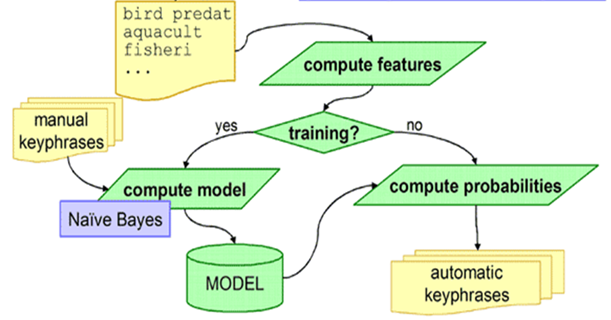 bird predat
aquacult
fisheri
...
compute features
manual
keyphrases
yes
training?
no
compute model
compute probabilities
Naïve Bayes
MODEL
automatic
keyphrases